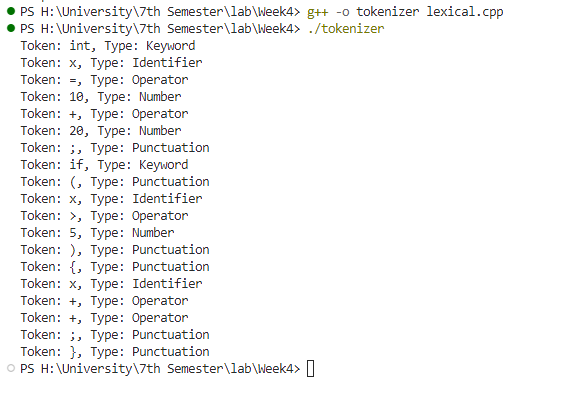 PS H:\University\7th Semester\lab\Week4> g++ -o tokenizer lexical.cpp
PS H:\University\7th Semester\lab\Week4> ./tokenizer
Token: int, Type: Keyword
Token: x, Type: Identifier
Token: =, Type: Operator
Token: 10, Type: Number
Token: +, Type: Operator
Token: 20, Type: Number
Token: ;, Type: Punctuation
Token: if, Type: Keyword
Token: (, Type: Punctuation
Token: x, Type: Identifier
Token: >, Type: Operator
Token: 5, Type: Number
Token: ), Type: Punctuation
Token: {, Type: Punctuation
Token: x, Type: Identifier
Token: +, Type: Operator
Token: +, Type: Operator
Token: ;, Type: Punctuation
Token: }, Type: Punctuation
PS H:\University\7th Semester\lab\Week4>